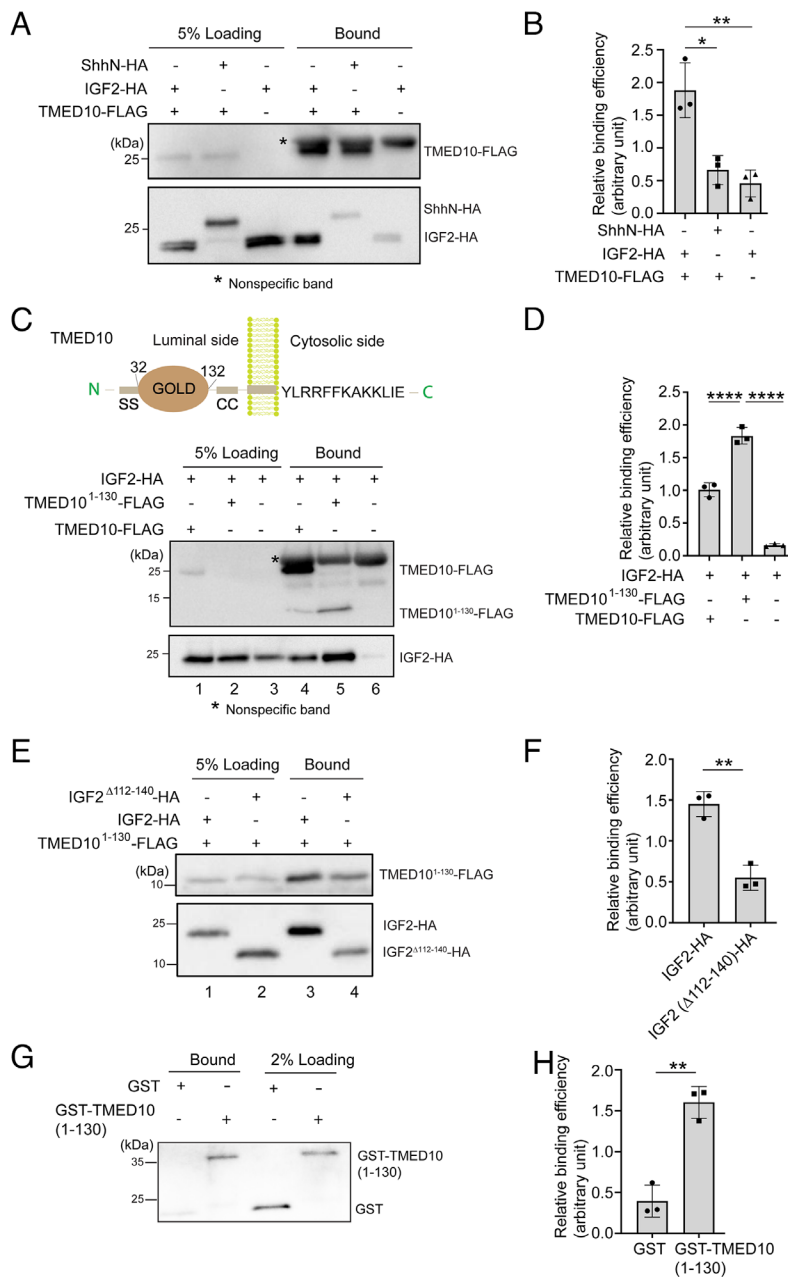 A
5% Loading Bound
ShhN-HA - + - - + -
IGF2-HA + - + + - +
TMED10-FLAG + + - + + -
(kDa)
*
25
TMED10-FLAG
ShhN-HA
25
IGF2-HA
* Nonspecific band
B
Relative binding efficiency
(arbitrary unit)
2.5
2.0
1.5
1.0
0.5
0.0
**
*
ShhN-HA - + -
IGF2-HA + - +
TMED10-FLAG + + -
C
TMED10
Luminal side Cytosolic side
32 132
N GOLD YLRRFFKAKKLIE C
SS CC
5% Loading Bound
IGF2-HA + + + + + +
TMED10 1-130-FLAG - + - - + -
TMED10-FLAG + - - + - -
(kDa)
*
25
TMED10-FLAG
15
TMED10 1-130-FLAG
25
IGF2-HA
1 2 3 4 5 6
* Nonspecific band
D
Relative binding efficiency
(arbitrary unit)
2.5
2.0
1.5
1.0
0.5
0.0
**** ****
IGF2-HA + + +
TMED10 1-130-FLAG - + -
TMED10-FLAG + - -
E
5% Loading Bound
IGF2 Δ112-140-HA - + - +
IGF2-HA + - + -
TMED10 1-130-FLAG + + + +
(kDa)
10
TMED10 1-130-FLAG
25
IGF2-HA
IGF2 Δ112-140-HA
10
1 2 3 4
F
Relative binding efficiency
(arbitrary unit)
2.0
1.5
1.0
0.5
0.0
**
IGF2-HA
IGF2 (Δ112-140)-HA
G
Bound 2% Loading
GST + - + -
GST-TMED10
(1-130) - + - +
(kDa)
35
GST-TMED10
(1-130)
25
GST
H
Relative binding efficiency
(arbitrary unit)
2.0
1.5
1.0
0.5
0.0
**
GST GST-TMED10
(1-130)